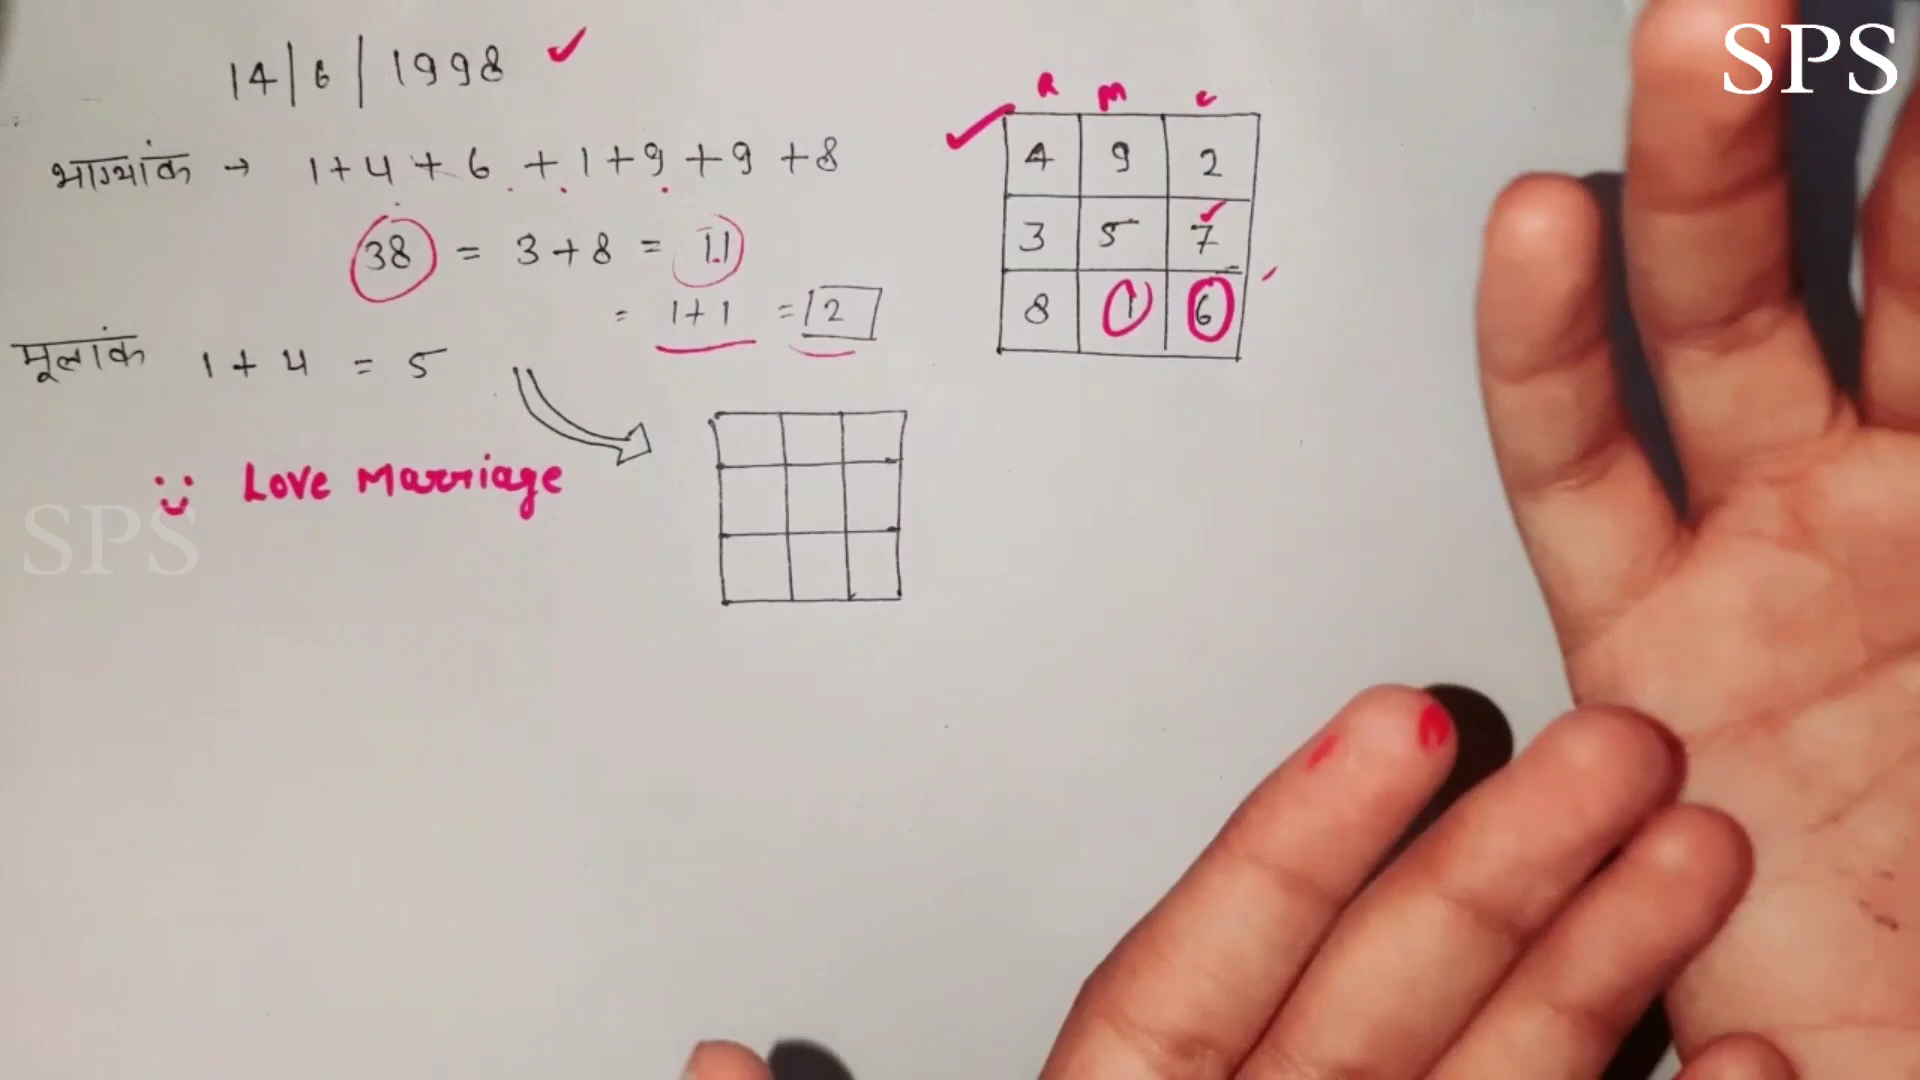 SPS
14/6/1998 ✓
भाग्यांक → 1+4+6+1+9+9+8
38 = 3+8 = 11
= 1+1 = 2
मूलांक 1+4 = 5
Love Marriage
SPS
R M C
4 9 2
3 5 7
8 1 6